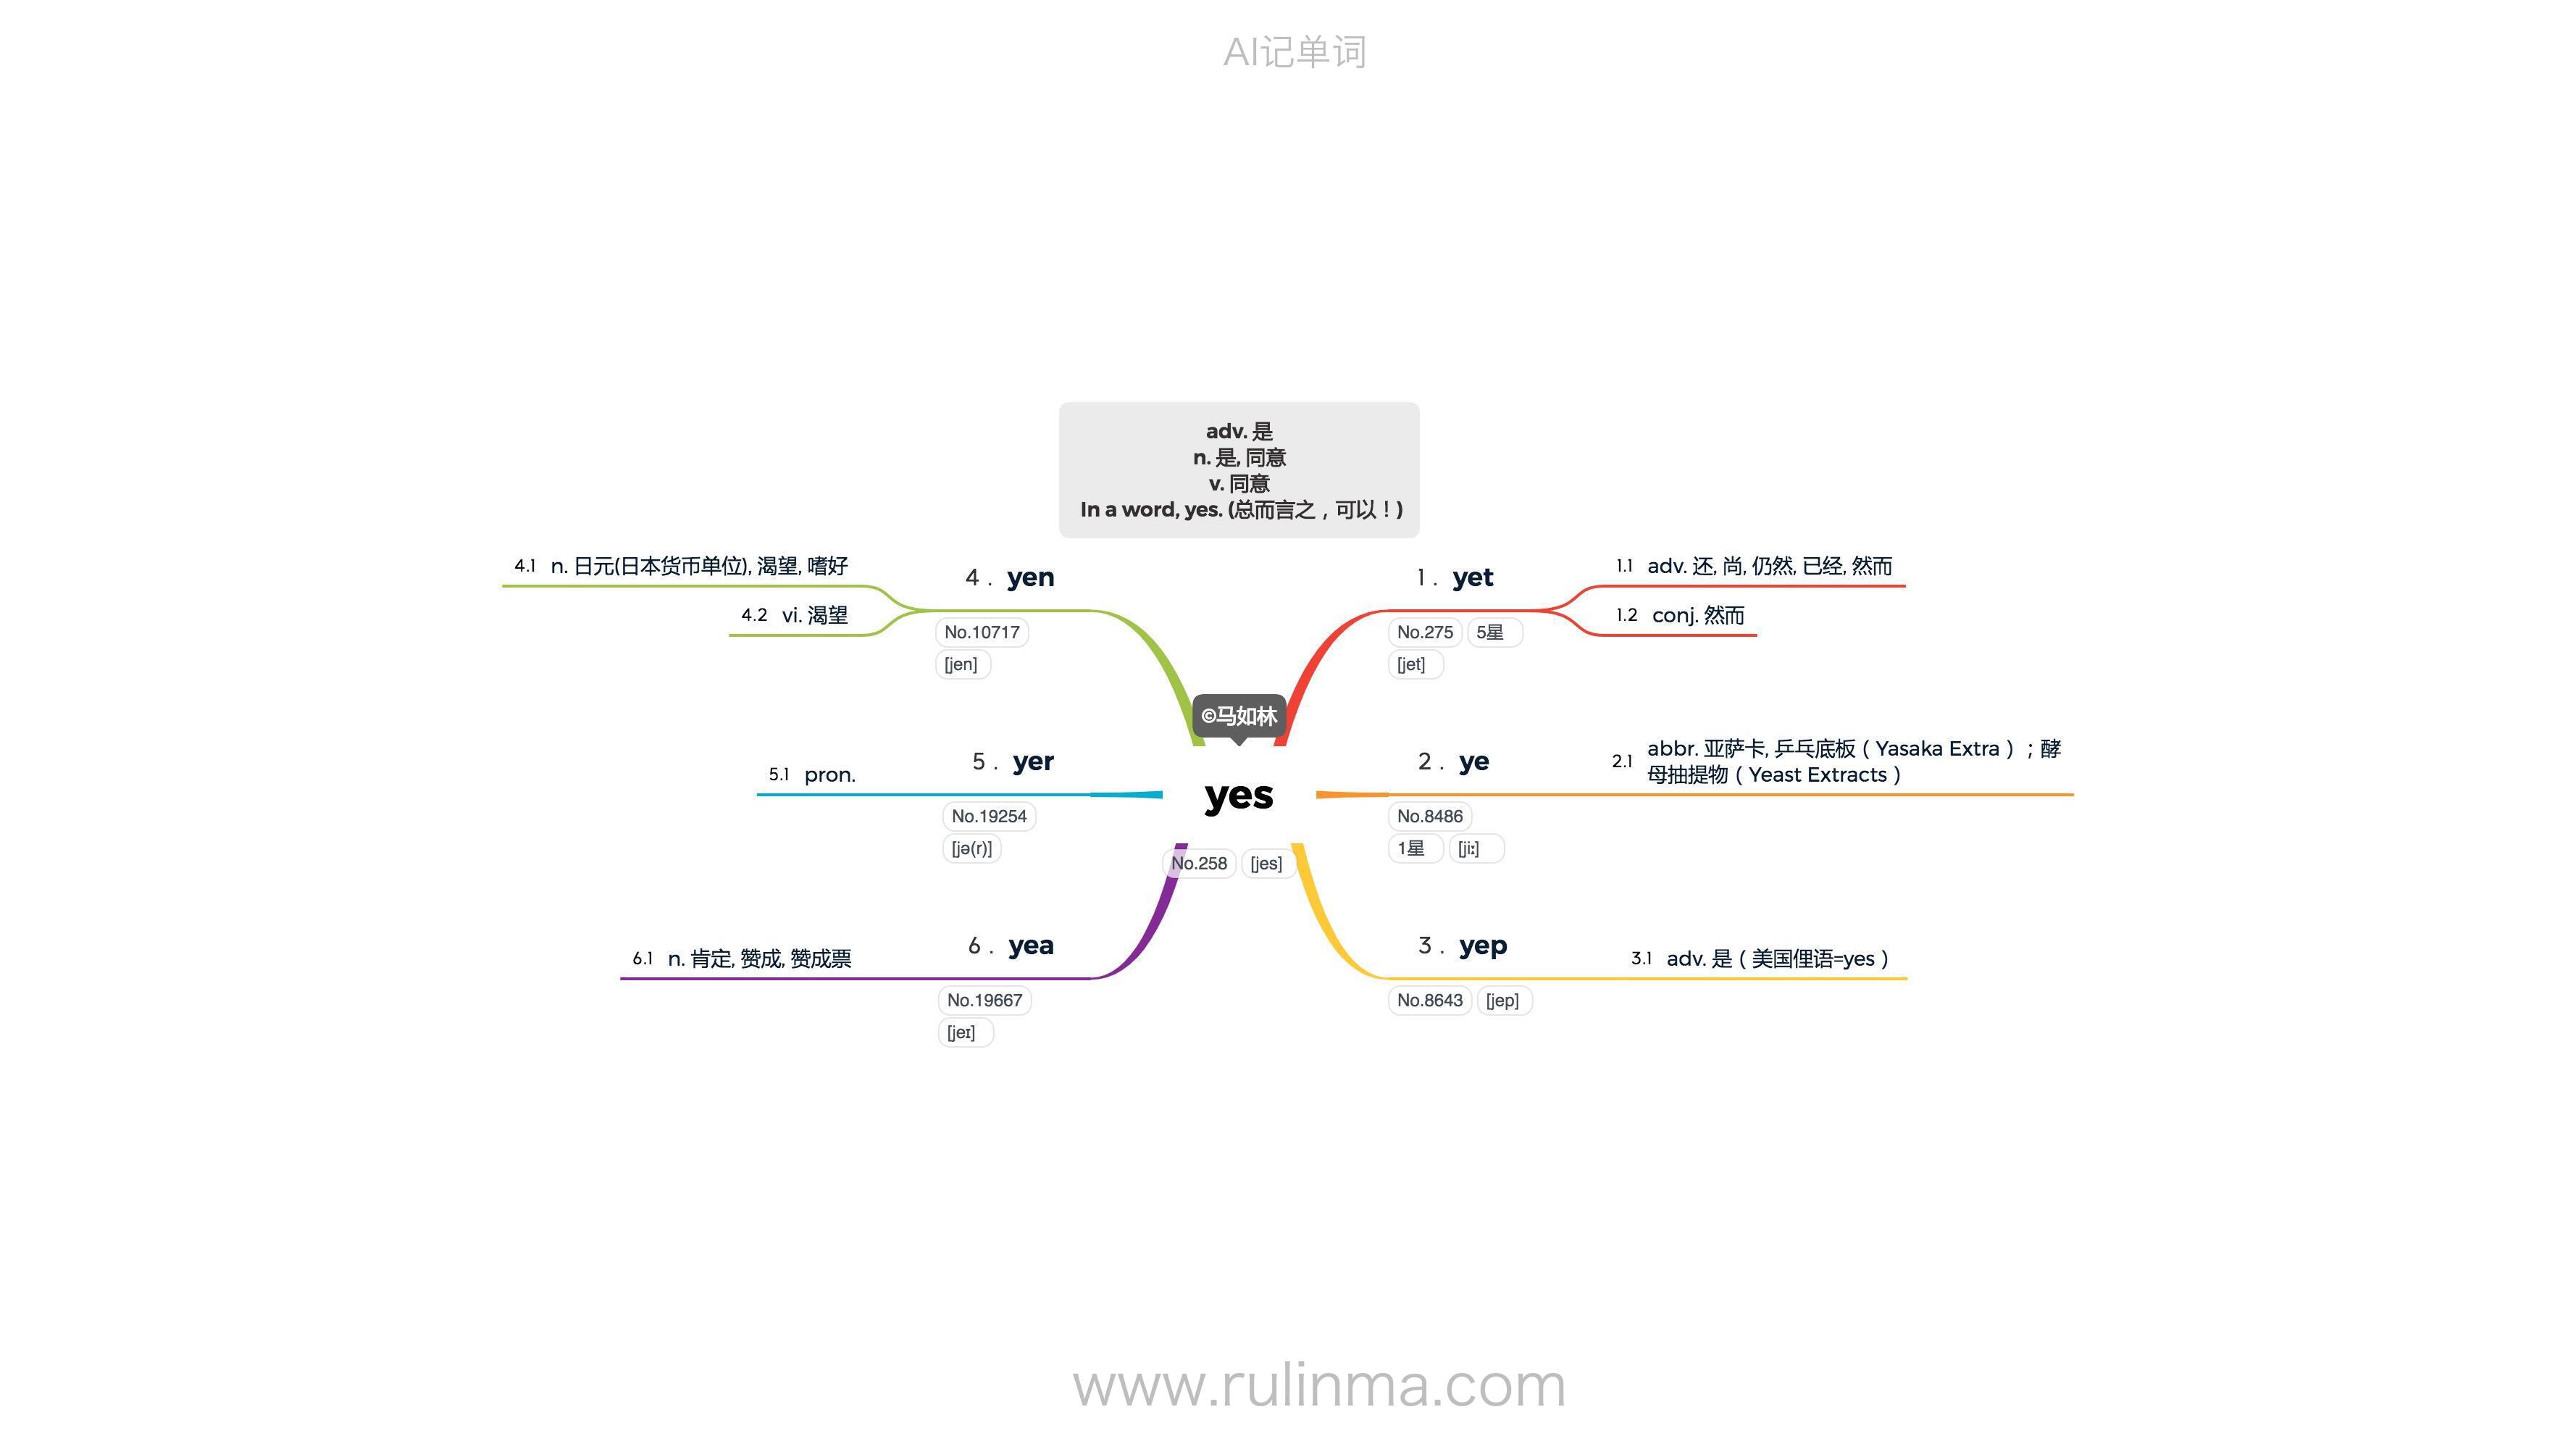 AI记单词
adv. 是
n. 是, 同意
v. 同意
In a word, yes. (总而言之，可以！)
©马如林
yes
No.258 [jes]
1. yet
No.275 5星
[jet]
1.1 adv. 还, 尚, 仍然, 已经, 然而
1.2 conj. 然而
2. ye
No.8486
1星 [ji:]
2.1 abbr. 亚萨卡, 乒乓底板（Yasaka Extra）；酵
母抽提物（Yeast Extracts）
3. yep
No.8643 [jep]
3.1 adv. 是（美国俚语=yes）
4. yen
No.10717
[jen]
4.1 n. 日元(日本货币单位), 渴望, 嗜好
4.2 vi. 渴望
5. yer
No.19254
[jə(r)]
5.1 pron.
6. yea
No.19667
[jeɪ]
6.1 n. 肯定, 赞成, 赞成票
www.rulinma.com